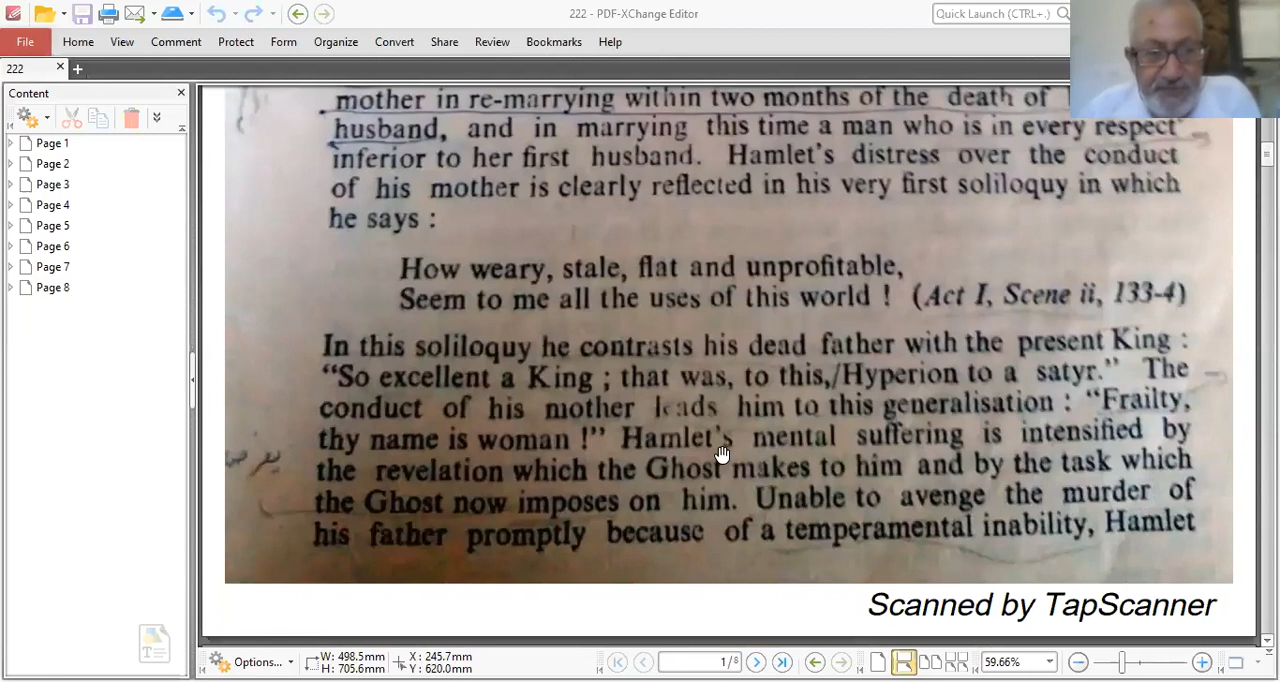 222 - PDF-XChange Editor
Quick Launch (CTRL+.)
File Home View Comment Protect Form Organize Convert Share Review Bookmarks Help
222
Content
Page 1
Page 2
Page 3
Page 4
Page 5
Page 6
Page 7
Page 8
mother in re-marrying within two months of the death of
husband, and in marrying this time a man who is in every respect
inferior to her first husband. Hamlet's distress over the conduct
of his mother is clearly reflected in his very first soliloquy in which
he says :
How weary, stale, flat and unprofitable,
Seem to me all the uses of this world ! (Act I, Scene ii, 133-4)
In this soliloquy he contrasts his dead father with the present King :
“So excellent a King ; that was, to this,/Hyperion to a satyr.” The
conduct of his mother leads him to this generalisation : “Frailty,
thy name is woman !” Hamlet's mental suffering is intensified by
the revelation which the Ghost makes to him and by the task which
the Ghost now imposes on him. Unable to avenge the murder of
his father promptly because of a temperamental inability, Hamlet
Scanned by TapScanner
Options...
W: 498.5mm X: 245.7mm
H: 705.6mm Y: 620.0mm
1/8
59.66%